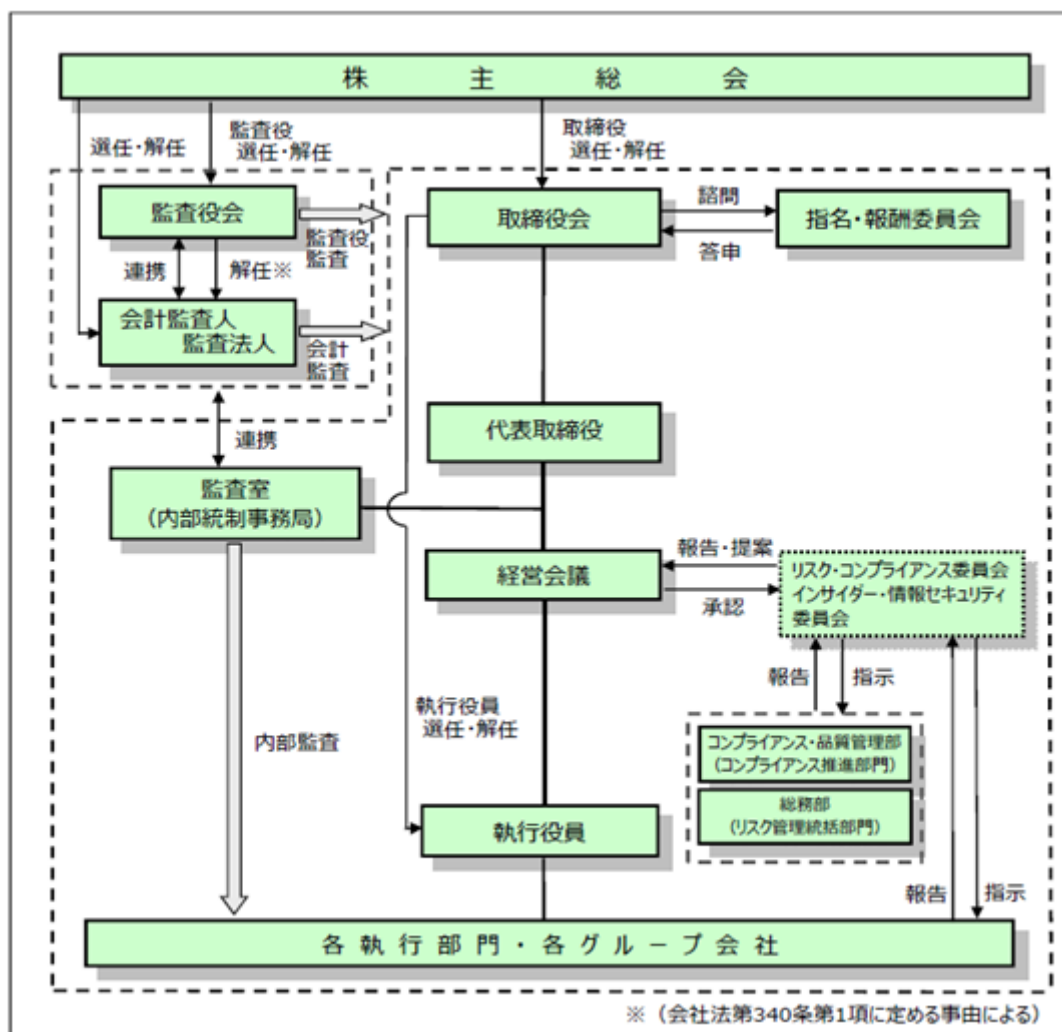 株主総会
選任・解任
監査役
選任・解任
取締役
選任・解任
監査役会
監査役
監査
取締役会
諮問
答申
指名・報酬委員会
連携
解任※
会計監査人
監査法人
会計
監査
連携
代表取締役
監査室
（内部統制事務局）
経営会議
報告・提案
承認
リスク・コンプライアンス委員会
インサイダー・情報セキュリティ
委員会
報告
指示
執行役員
選任・解任
内部監査
コンプライアンス・品質管理部
（コンプライアンス推進部門）
総務部
（リスク管理統括部門）
執行役員
報告
指示
各執行部門・各グループ会社
※（会社法第340条第1項に定める事由による）